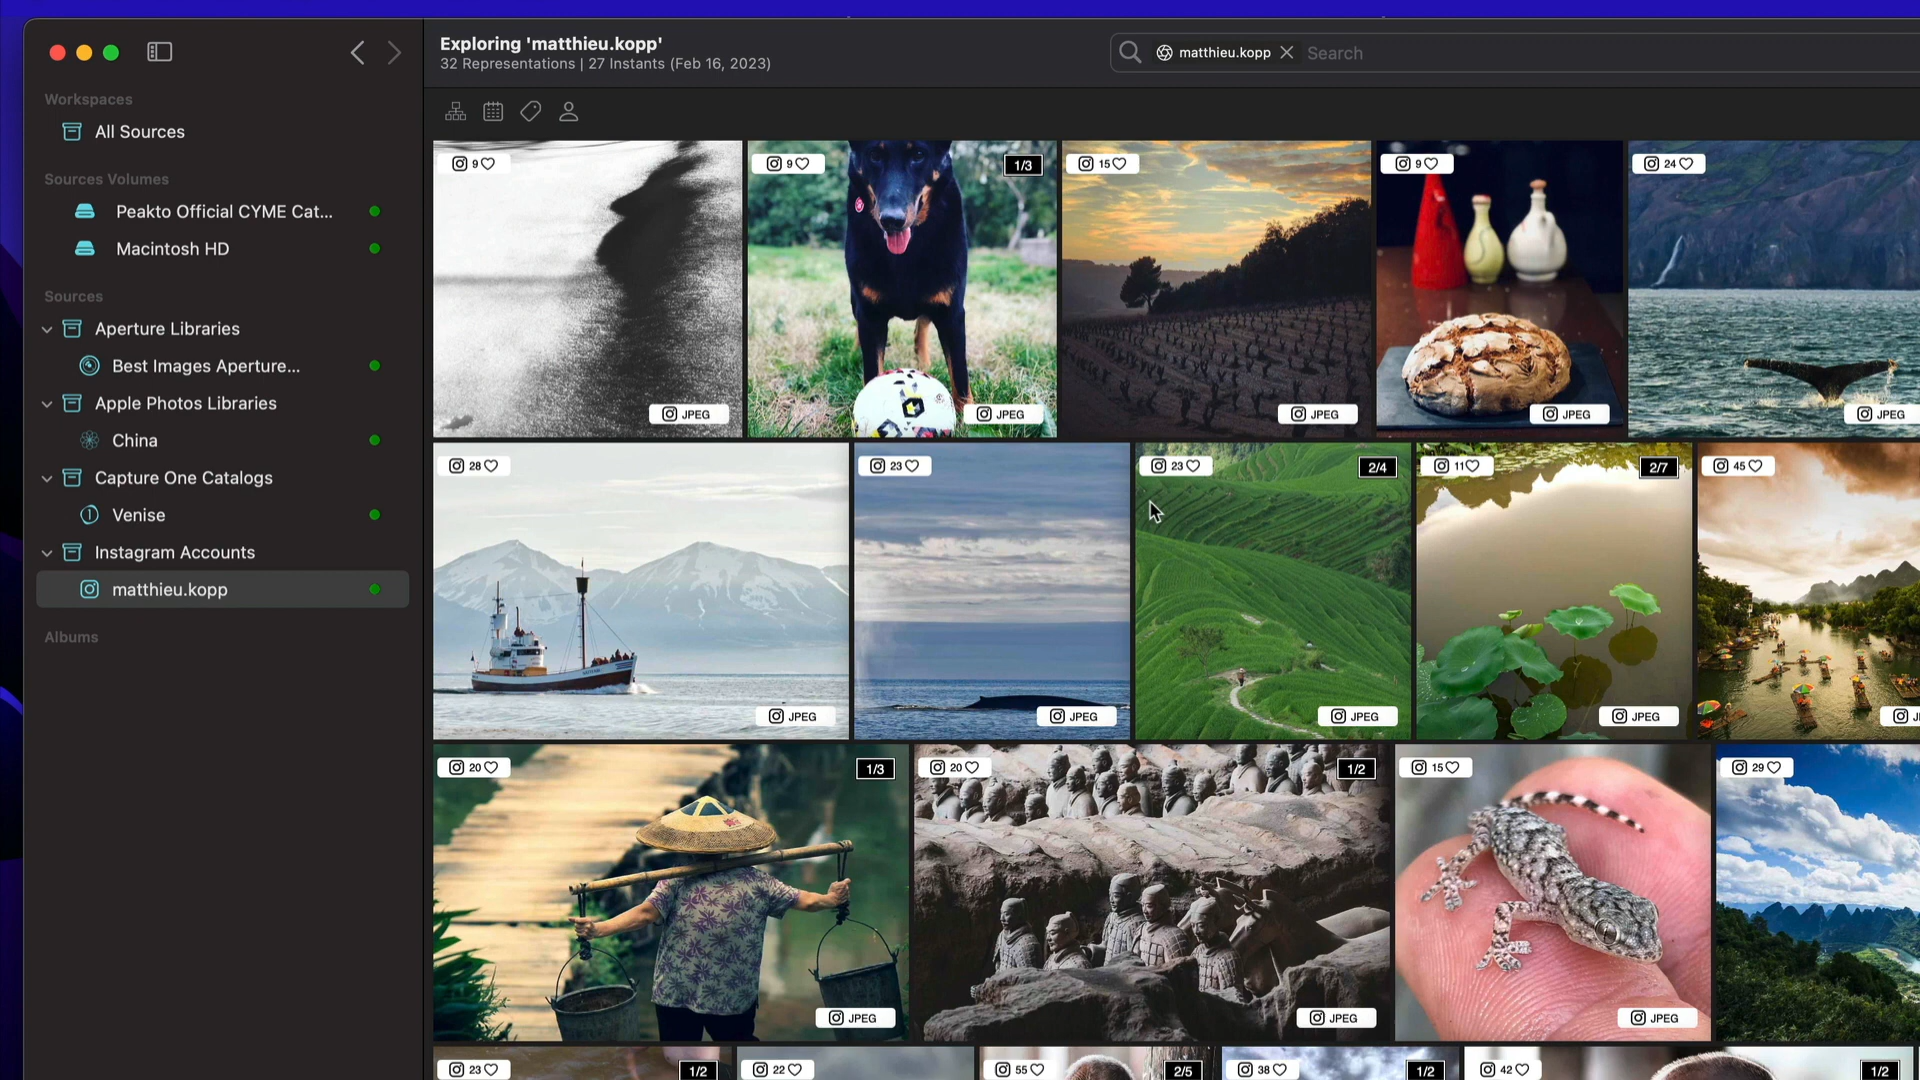 Exploring 'matthieu.kopp'
32 Representations | 27 Instants (Feb 16, 2023)
matthieu.kopp
Search
Workspaces
All Sources
Sources Volumes
Peakto Official CYME Cat...
Macintosh HD
Sources
Aperture Libraries
Best Images Aperture...
Apple Photos Libraries
China
Capture One Catalogs
Venise
Instagram Accounts
matthieu.kopp
Albums
9
9
1/3
15
9
24
JPEG
JPEG
JPEG
JPEG
JPEG
28
23
23
2/4
11
2/7
45
JPEG
JPEG
JPEG
JPEG
20
1/3
20
1/2
15
29
JPEG
JPEG
JPEG
23
1/2
22
55
2/5
38
1/2
42
1/2